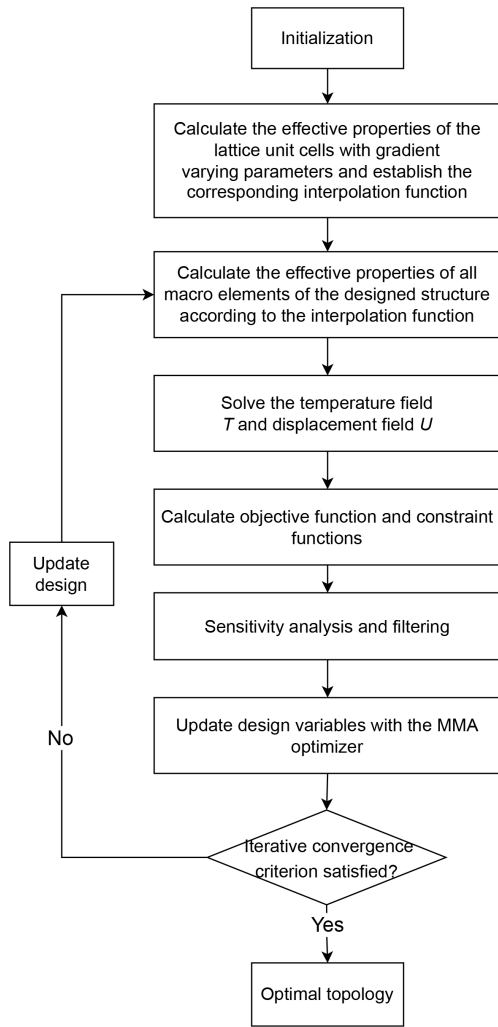 Initialization
Calculate the effective properties of the
lattice unit cells with gradient
varying parameters and establish the
corresponding interpolation function
Calculate the effective properties of all
macro elements of the designed structure
according to the interpolation function
Solve the temperature field
T and displacement field U
Calculate objective function and constraint
functions
Update
design
Sensitivity analysis and filtering
Update design variables with the MMA
optimizer
No
Iterative convergence
criterion satisfied?
Yes
Optimal topology